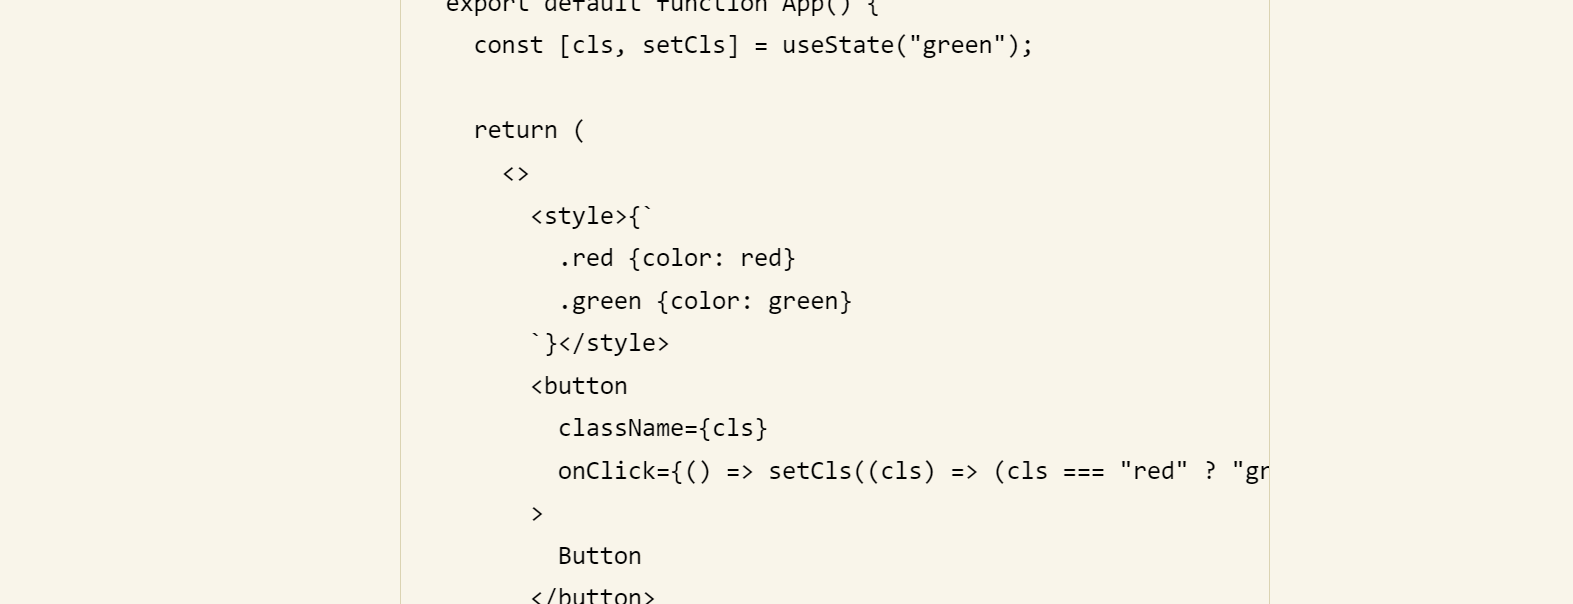 export default function App() {
  const [cls, setCls] = useState("green");

  return (
    <>
      <style>{`
        .red {color: red}
        .green {color: green}
      `}</style>
      <button
        className={cls}
        onClick={() => setCls((cls) => (cls === "red" ? "gr
      >
        Button
      </button>